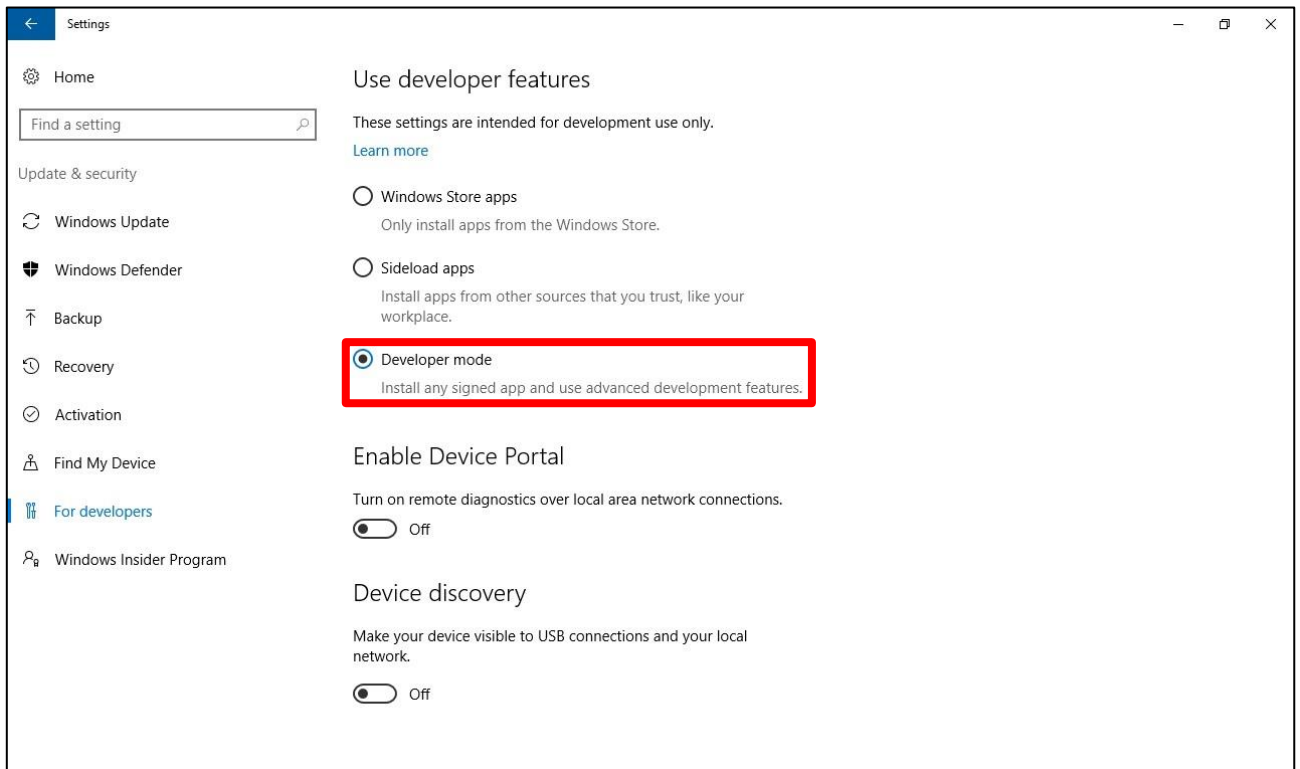 Settings
Home
Find a setting
Update & security
Windows Update
Windows Defender
Backup
Recovery
Activation
Find My Device
For developers
Windows Insider Program
Use developer features
These settings are intended for development use only.
Learn more
Windows Store apps
Only install apps from the Windows Store.
Sideload apps
Install apps from other sources that you trust, like your
workplace.
Developer mode
Install any signed app and use advanced development features.
Enable Device Portal
Turn on remote diagnostics over local area network connections.
Off
Device discovery
Make your device visible to USB connections and your local
network.
Off